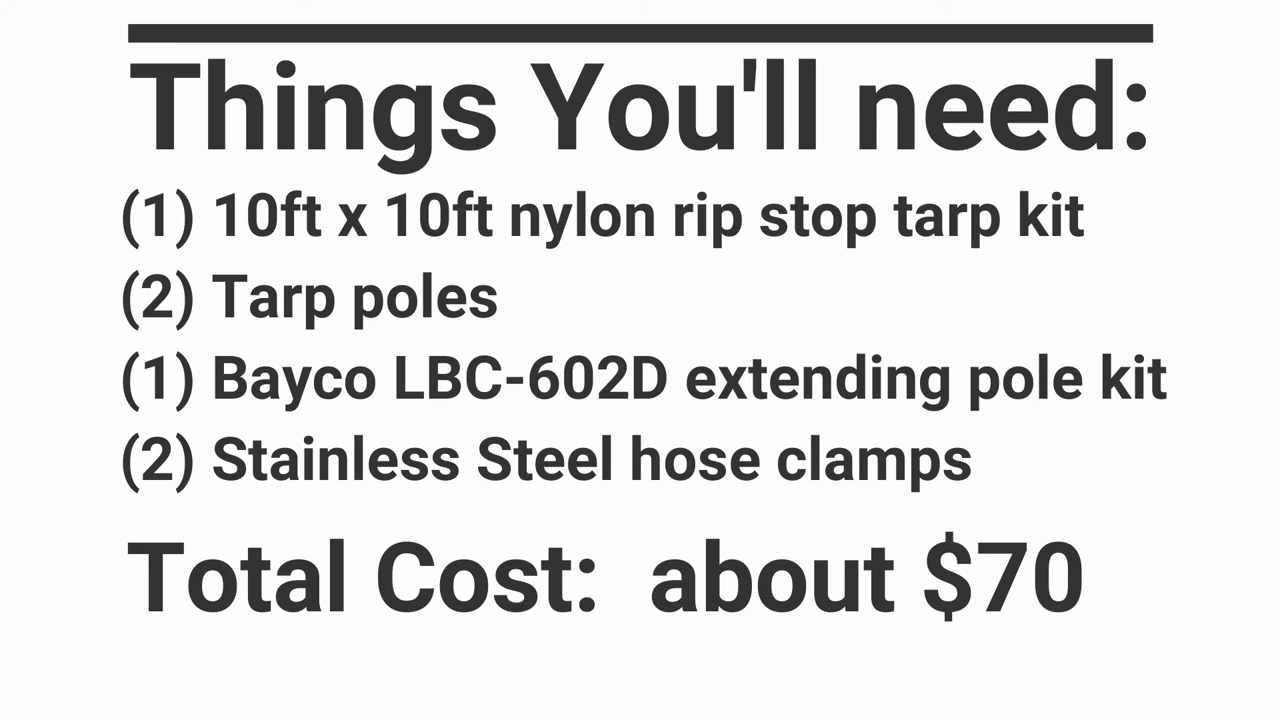 Things You'll need:
(1) 10ft x 10ft nylon rip stop tarp kit
(2) Tarp poles
(1) Bayco LBC-602D extending pole kit
(2) Stainless Steel hose clamps
Total Cost:  about $70